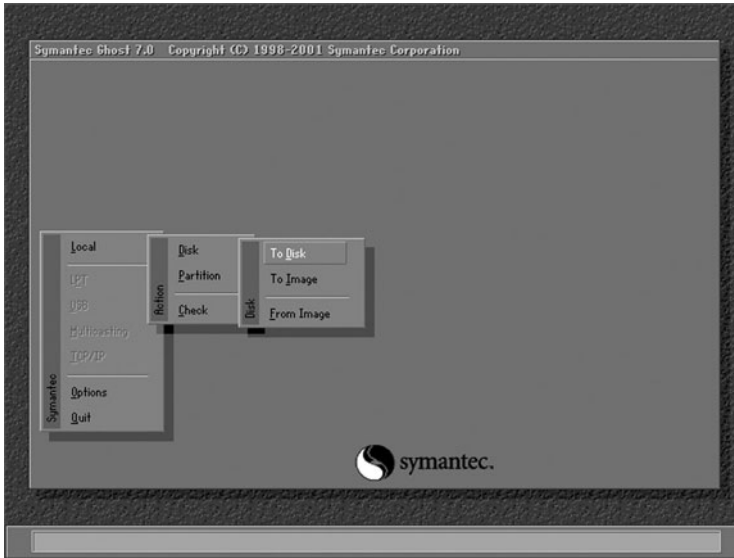 Symantec Ghost 7.0 Copyright (C) 1998-2001 Symantec Corporation
Local
LPT
USB
Multicasting
TCP/IP
Options
Quit
Symantec
Disk
Partition
Check
Action
To Disk
To Image
From Image
Disk
symantec.